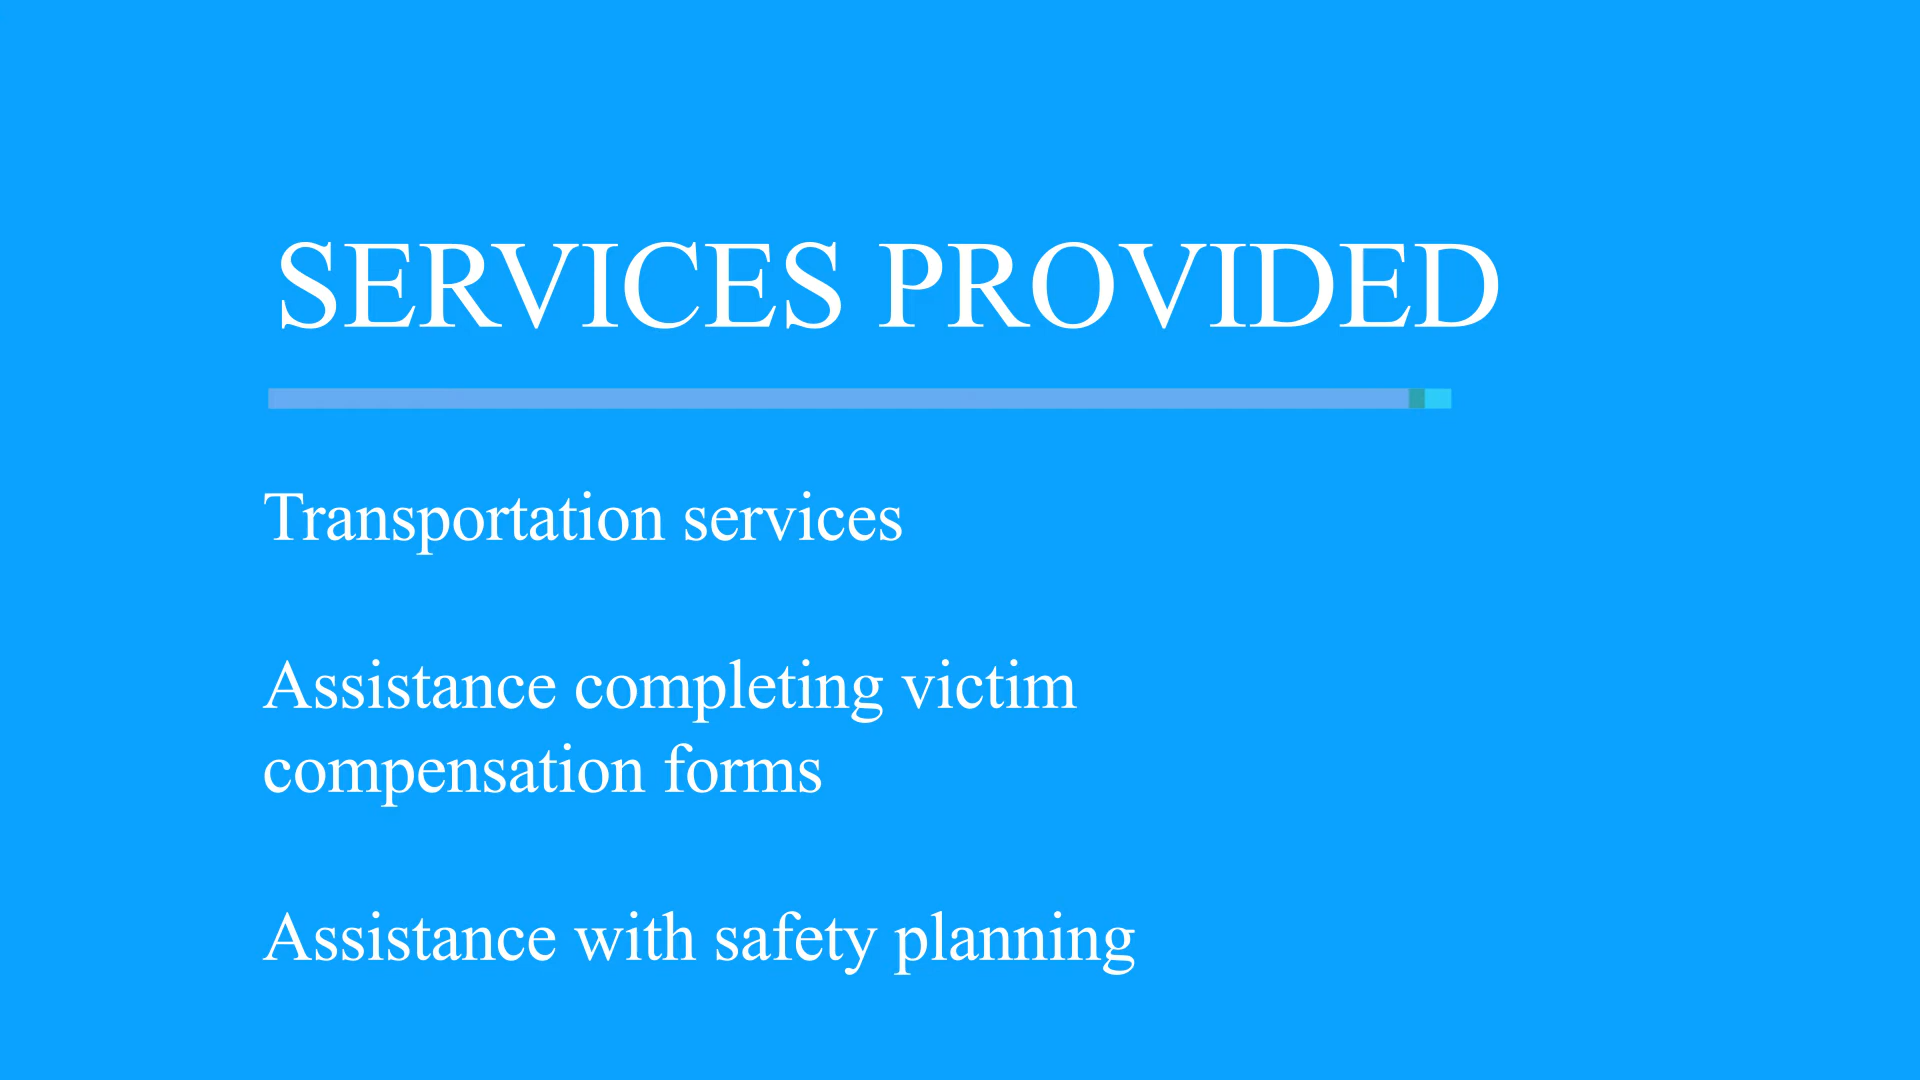 SERVICES PROVIDED
Transportation services
Assistance completing victim
compensation forms
Assistance with safety planning